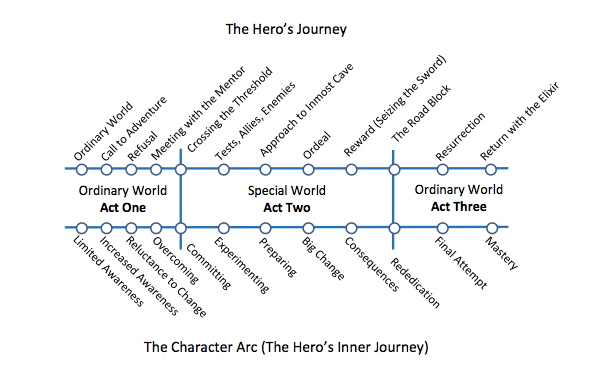 The Hero's Journey
Ordinary World
Call to Adventure
Refusal
Meeting with the Mentor
Crossing the Threshold
Tests, Allies, Enemies
Approach to Inmost Cave
Ordeal
Reward (Seizing the Sword)
The Road Block
Resurrection
Return with the Elixir
Ordinary World
Act One
Special World
Act Two
Ordinary World
Act Three
Limited Awareness
Increased Awareness
Reluctance to Change
Overcoming
Committing
Experimenting
Preparing
Big Change
Consequences
Rededication
Final Attempt
Mastery
The Character Arc (The Hero's Inner Journey)